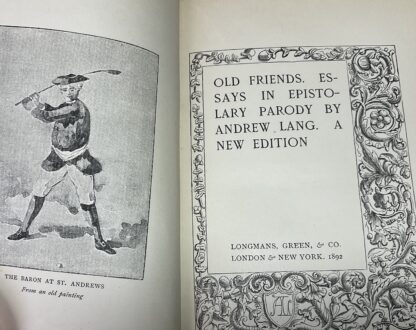 THE BARON AT ST. ANDREWS
From an old painting
OLD FRIENDS. ES-
SAYS IN EPISTO-
LARY PARODY BY
ANDREW LANG. A
NEW EDITION
LONGMANS, GREEN, & CO.
LONDON & NEW YORK. 1892